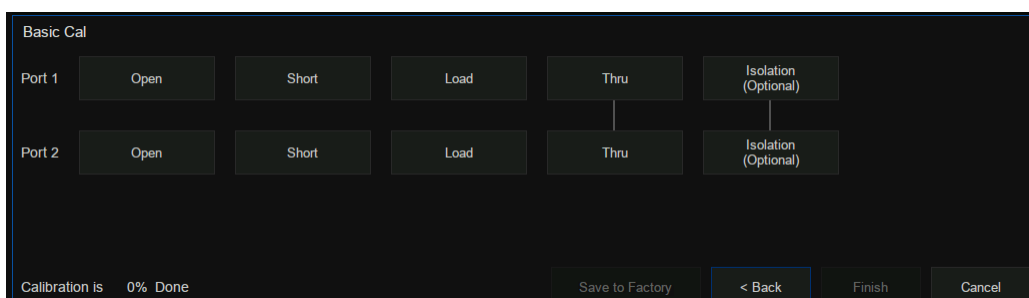 Basic Cal
Port 1 Open Short Load Thru Isolation
(Optional)
Port 2 Open Short Load Thru Isolation
(Optional)
Calibration is 0% Done Save to Factory < Back Finish Cancel